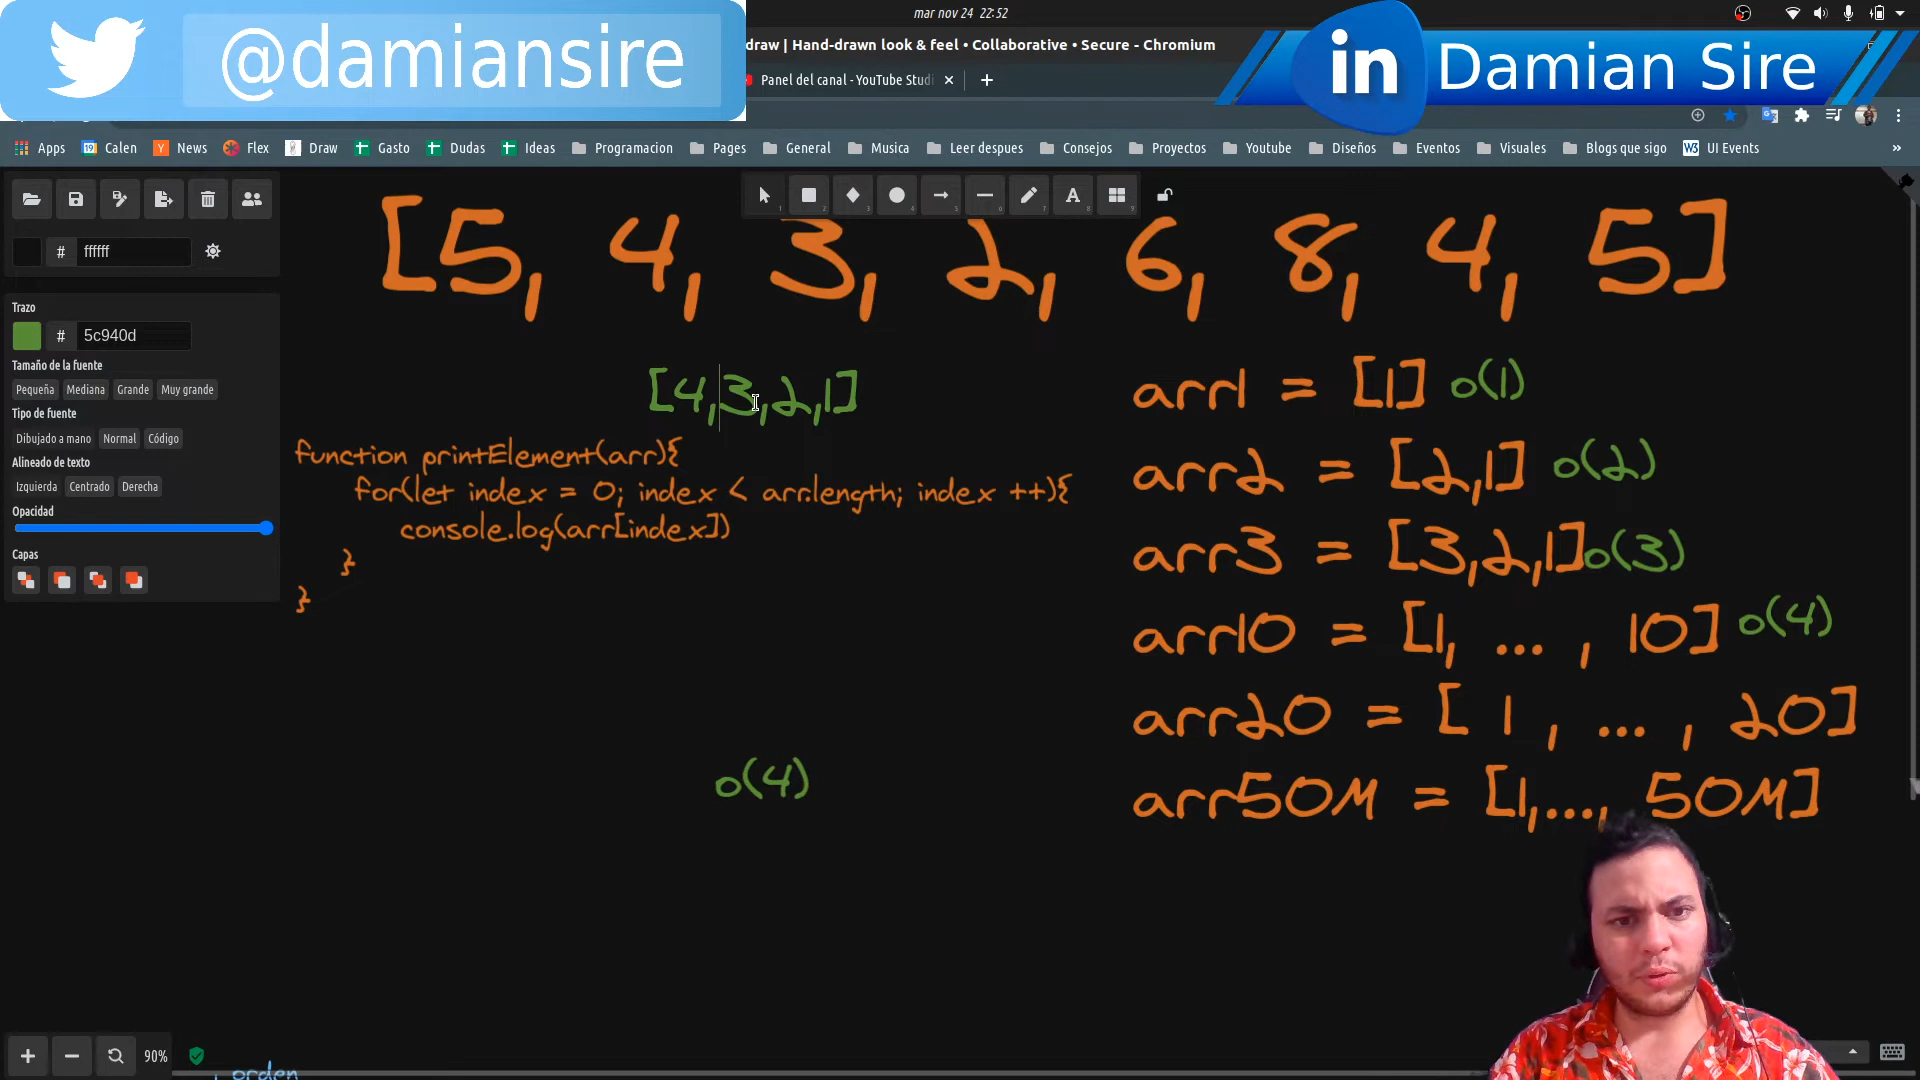 mar nov 24 22:52
@damiansire
draw | Hand-drawn look & feel • Collaborative • Secure - Chromium
in Damian Sire
Panel del canal - YouTube Studi
Apps Calen News Flex Draw Gasto Dudas Ideas Programacion Pages General Musica Leer despues Consejos Proyectos Youtube Diseños Eventos Visuales Blogs que sigo UI Events
# ffffff
Trazo
# 5c940d
Tamaño de la fuente
Pequeña Mediana Grande Muy grande
Tipo de fuente
Dibujado a mano Normal Código
Alineado de texto
Izquierda Centrado Derecha
Opacidad
Capas
[5, 4, 3, 2, 6, 8, 4, 5]
[4,3,2,1]
function printElement(arr){
for(let index = 0; index < arr.length; index ++){
console.log(arr[index])
}
}
o(4)
arr1 = [1] o(1)
arr2 = [2,1] o(2)
arr3 = [3,2,1] o(3)
arr10 = [1, ... , 10] o(4)
arr20 = [ 1 , ... , 20]
arr50M = [1,..., 50M]
90%
, orden